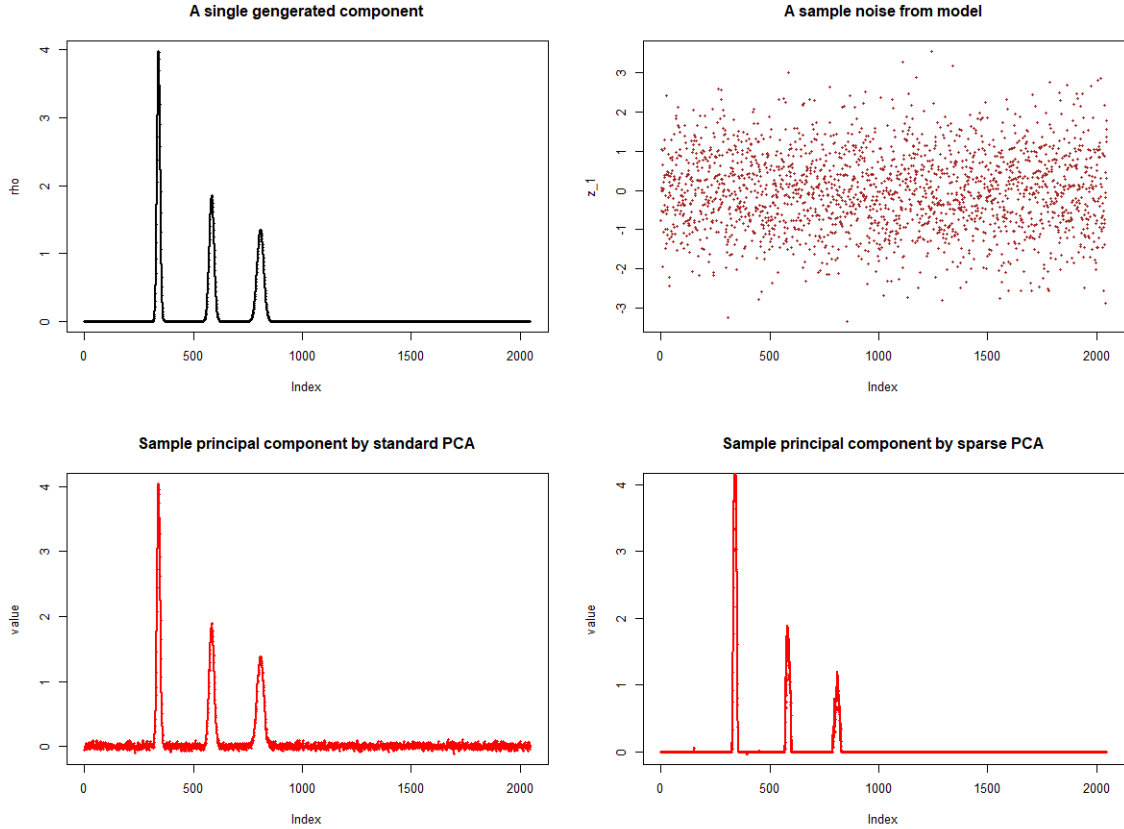 A single gengerated component
rho
0 1 2 3 4
0 500 1000 1500 2000
Index
A sample noise from model
z_1
-3 -2 -1 0 1 2 3
0 500 1000 1500 2000
Index
Sample principal component by standard PCA
value
0 1 2 3 4
0 500 1000 1500 2000
Index
Sample principal component by sparse PCA
value
0 1 2 3 4
0 500 1000 1500 2000
Index